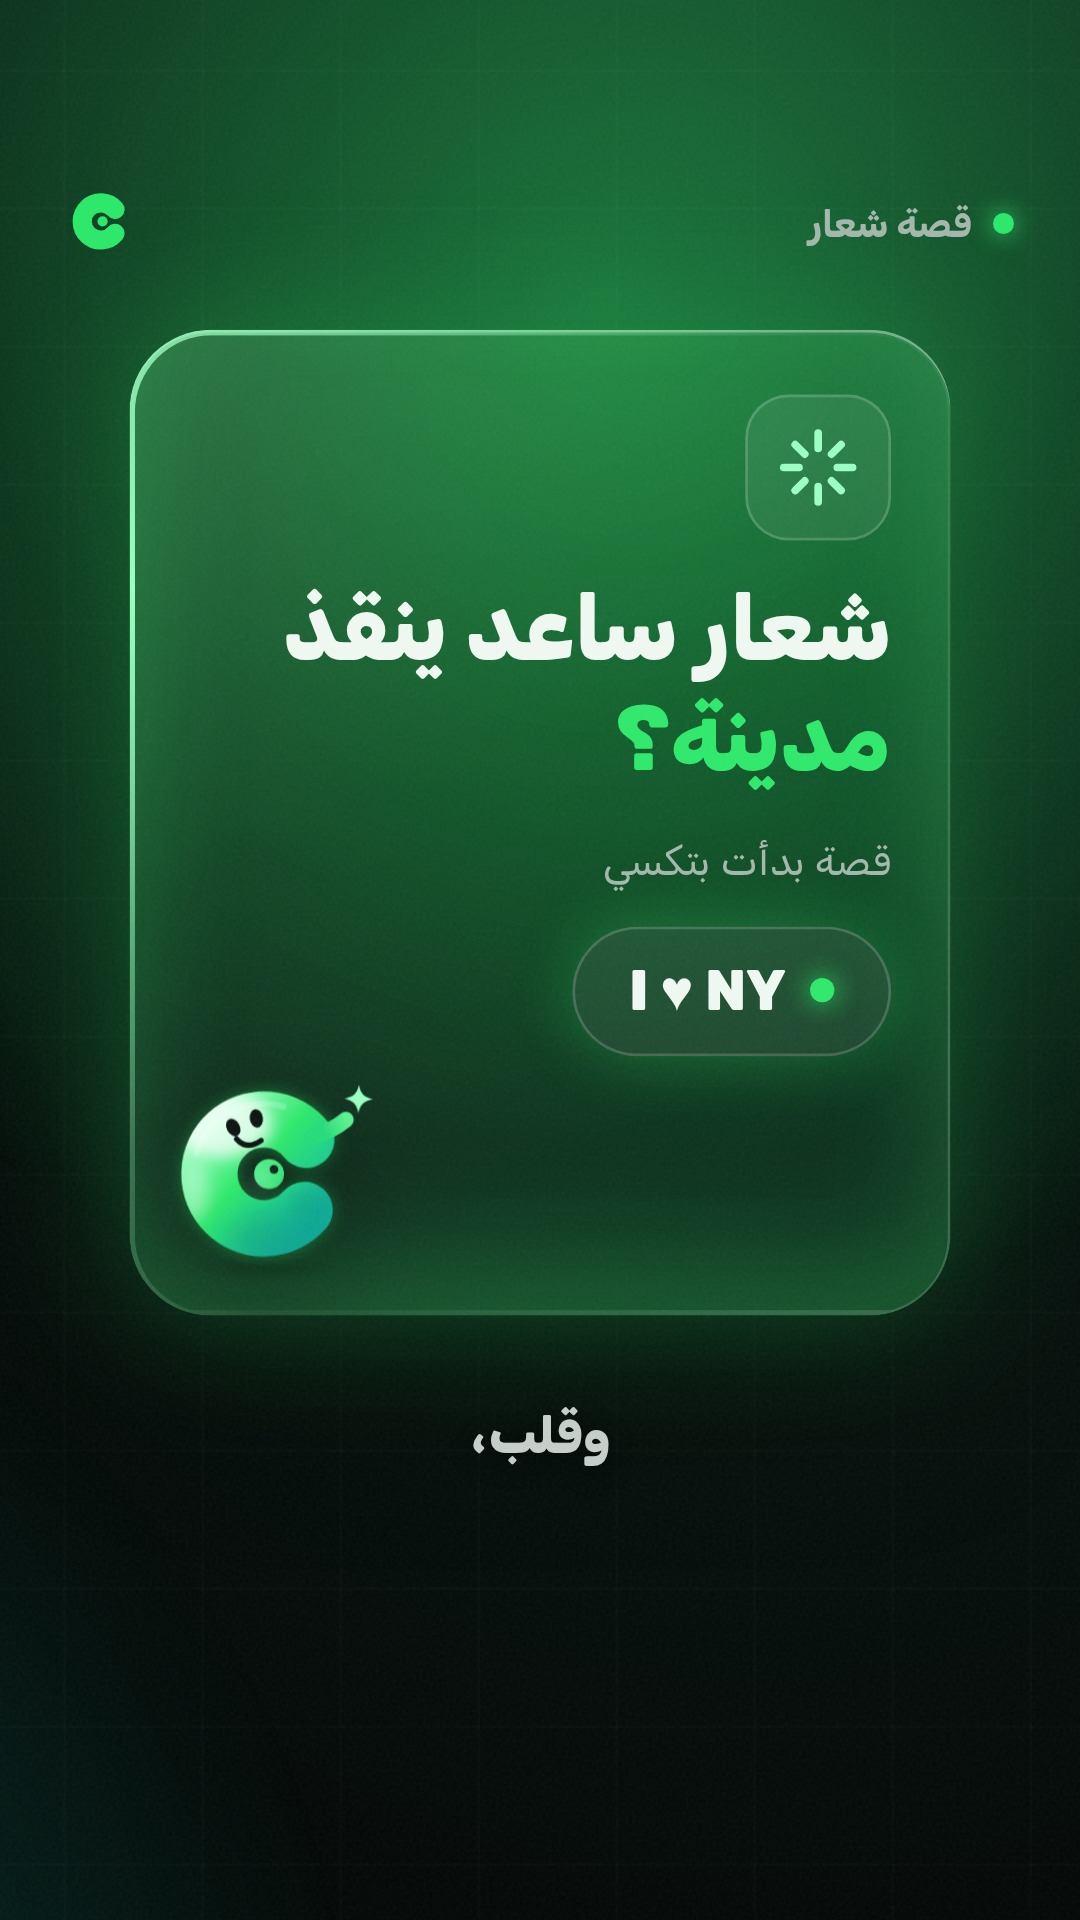 قصة شعار
شعار ساعد ينقذ
مدينة؟
قصة بدأت بتكسي
I ♥ NY
وقلب،